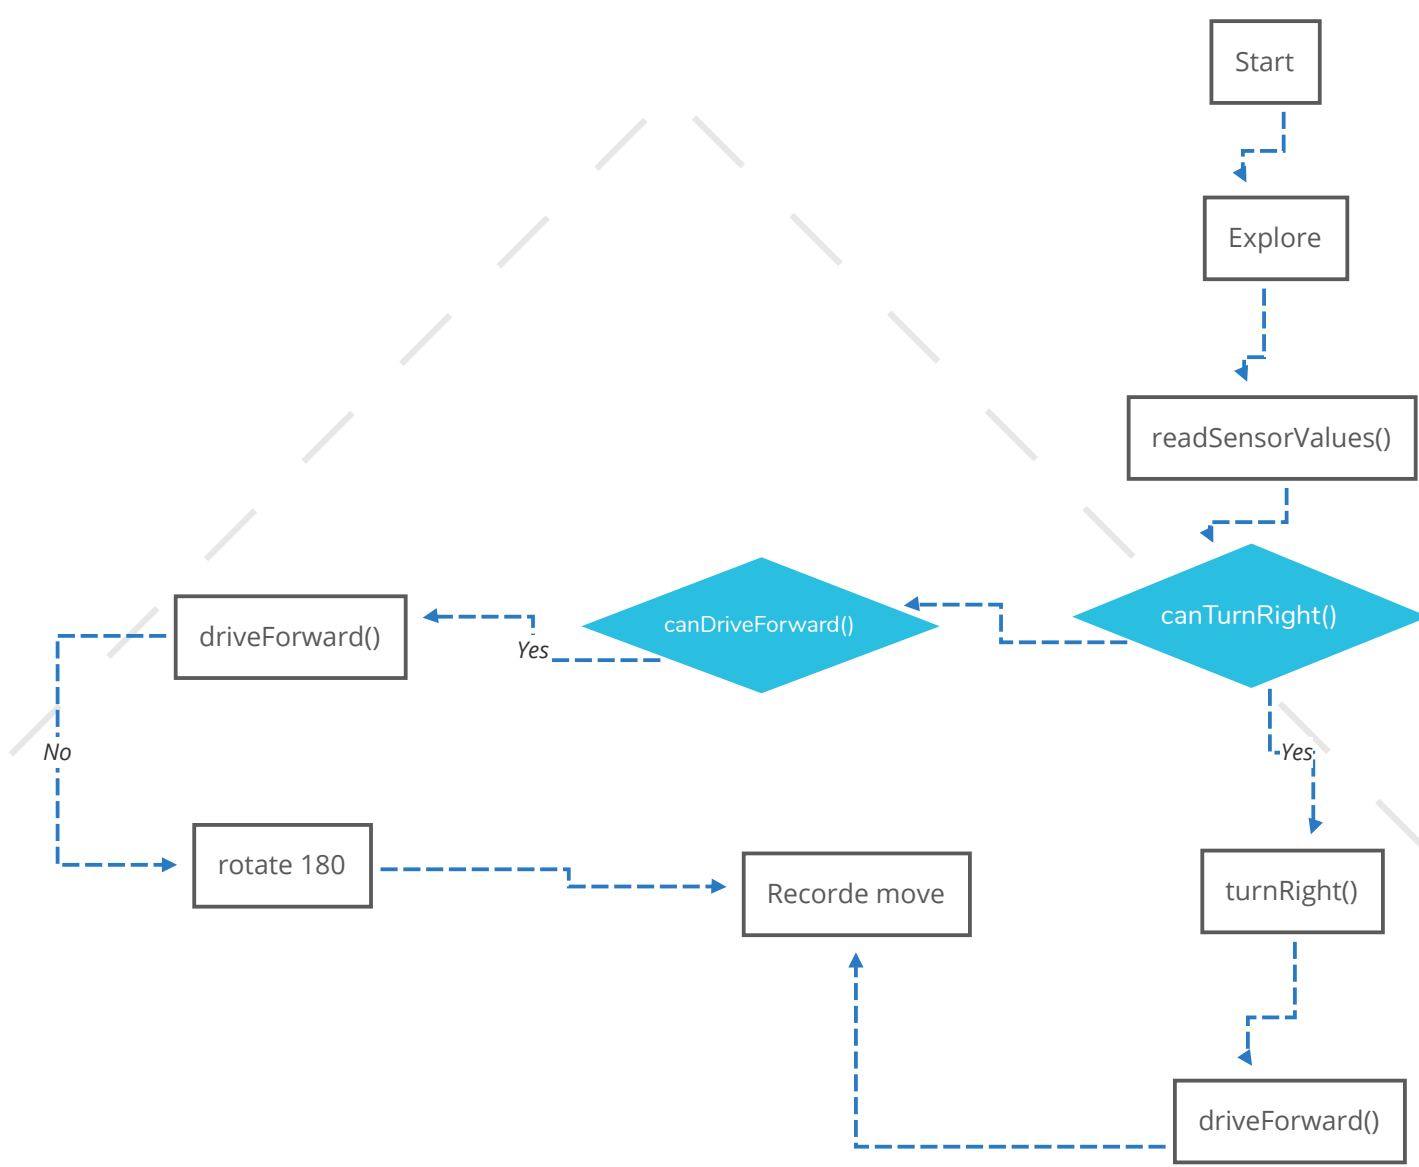 Start
Explore
readSensorValues()
canTurnRight()
canDriveForward()
driveForward()
Yes
No
Yes
rotate 180
Recorde move
turnRight()
driveForward()